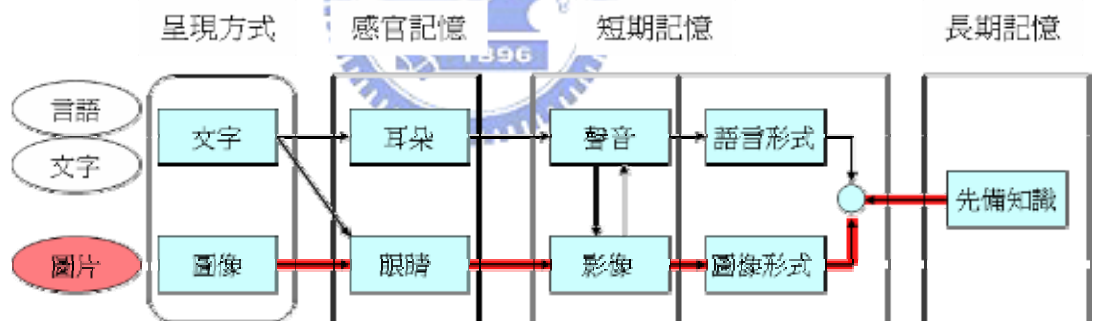 呈現方式 感官記憶 短期記憶 長期記憶
1896
言語
文字
圖片
文字 耳朵 聲音 語言形式
先備知識
圖像 眼睛 影像 圖像形式